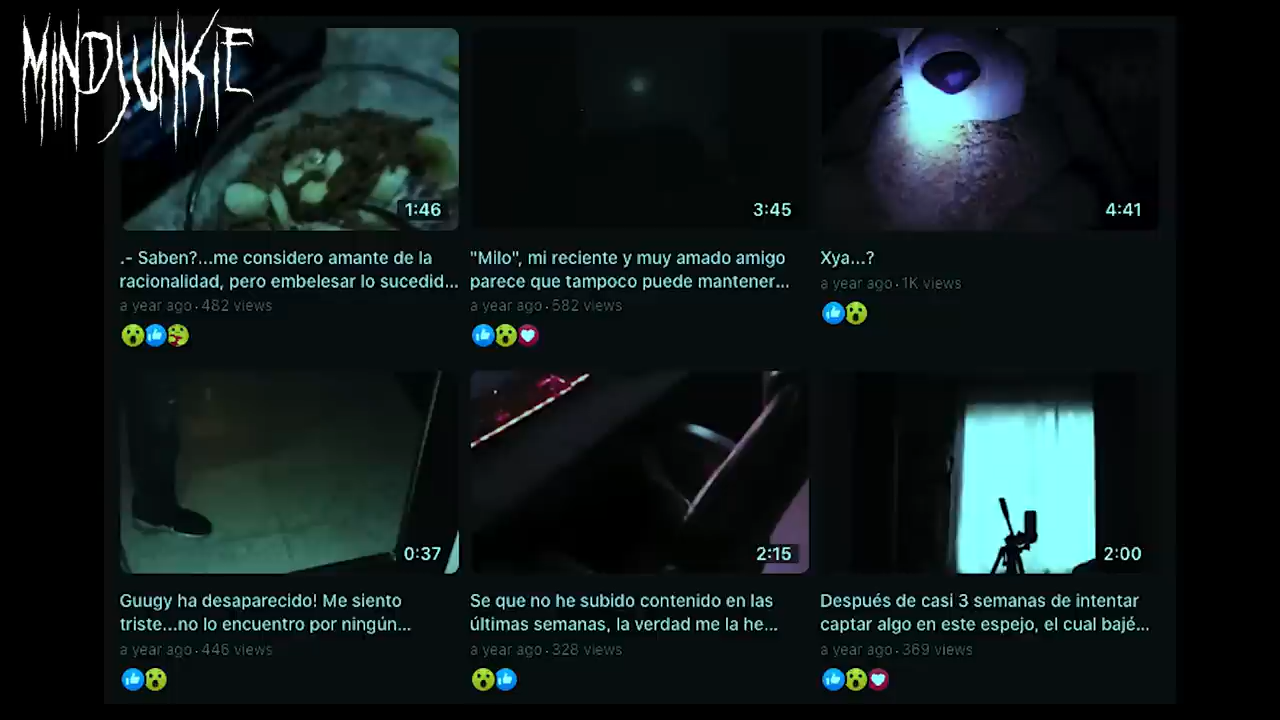 MINDJUNKIE
1:46
3:45
4:41
.- Saben?...me considero amante de la
racionalidad, pero embelesar lo sucedid...
a year ago · 482 views
"Milo", mi reciente y muy amado amigo
parece que tampoco puede mantener...
a year ago · 582 views
Xya...?
a year ago · 1K views
0:37
2:15
2:00
Guugy ha desaparecido! Me siento
triste...no lo encuentro por ningún...
a year ago · 446 views
Se que no he subido contenido en las
últimas semanas, la verdad me la he...
a year ago · 328 views
Después de casi 3 semanas de intentar
captar algo en este espejo, el cual bajé...
a year ago · 369 views